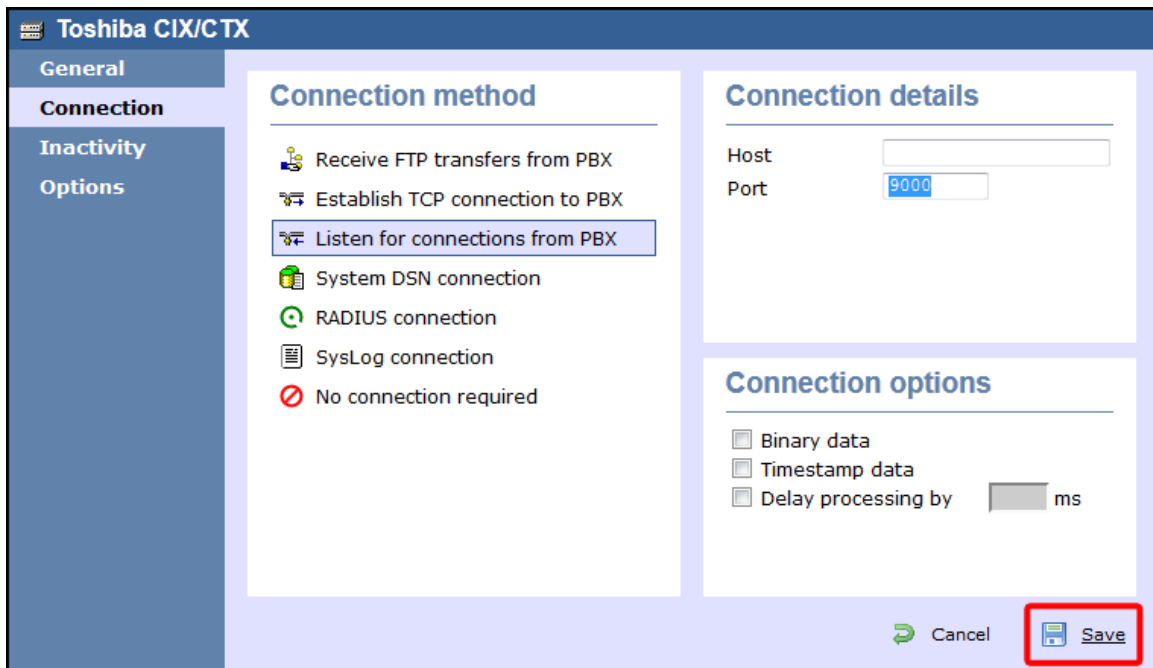 Toshiba CIX/CTX
General
Connection
Inactivity
Options
Connection method
Receive FTP transfers from PBX
Establish TCP connection to PBX
Listen for connections from PBX
System DSN connection
RADIUS connection
SysLog connection
No connection required
Connection details
Host
Port 9000
Connection options
Binary data
Timestamp data
Delay processing by ms
Cancel Save